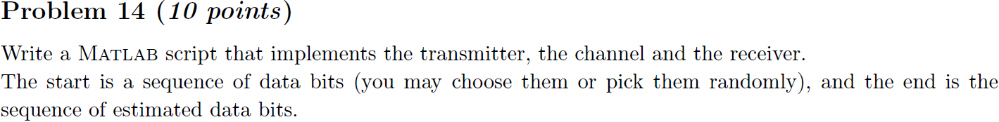 Problem 14 (10 points)
Write a MATLAB script that implements the transmitter, the channel and the receiver.
The start is a sequence of data bits (you may choose them or pick them randomly), and the end is the
sequence of estimated data bits.